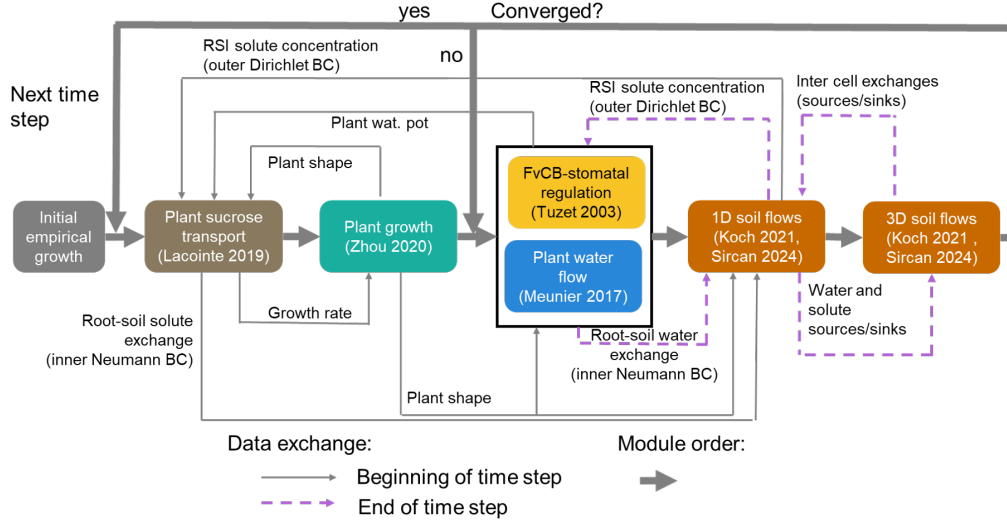 yes
Converged?
RSI solute concentration
(outer Dirichlet BC)
no
Next time
step
RSI solute concentration
(outer Dirichlet BC)
Inter cell exchanges
(sources/sinks)
Plant wat. pot
Plant shape
Initial
empirical
growth
Plant sucrose
transport
(Lacointe 2019)
Plant growth
(Zhou 2020)
FvCB-stomatal
regulation
(Tuzet 2003)
Plant water
flow
(Meunier 2017)
1D soil flows
(Koch 2021,
Sircan 2024)
3D soil flows
(Koch 2021 ,
Sircan 2024)
Growth rate
Root-soil solute
exchange
(inner Neumann BC)
Root-soil water
exchange
(inner Neumann BC)
Water and
solute
sources/sinks
Plant shape
Data exchange:
Module order:
Beginning of time step
End of time step